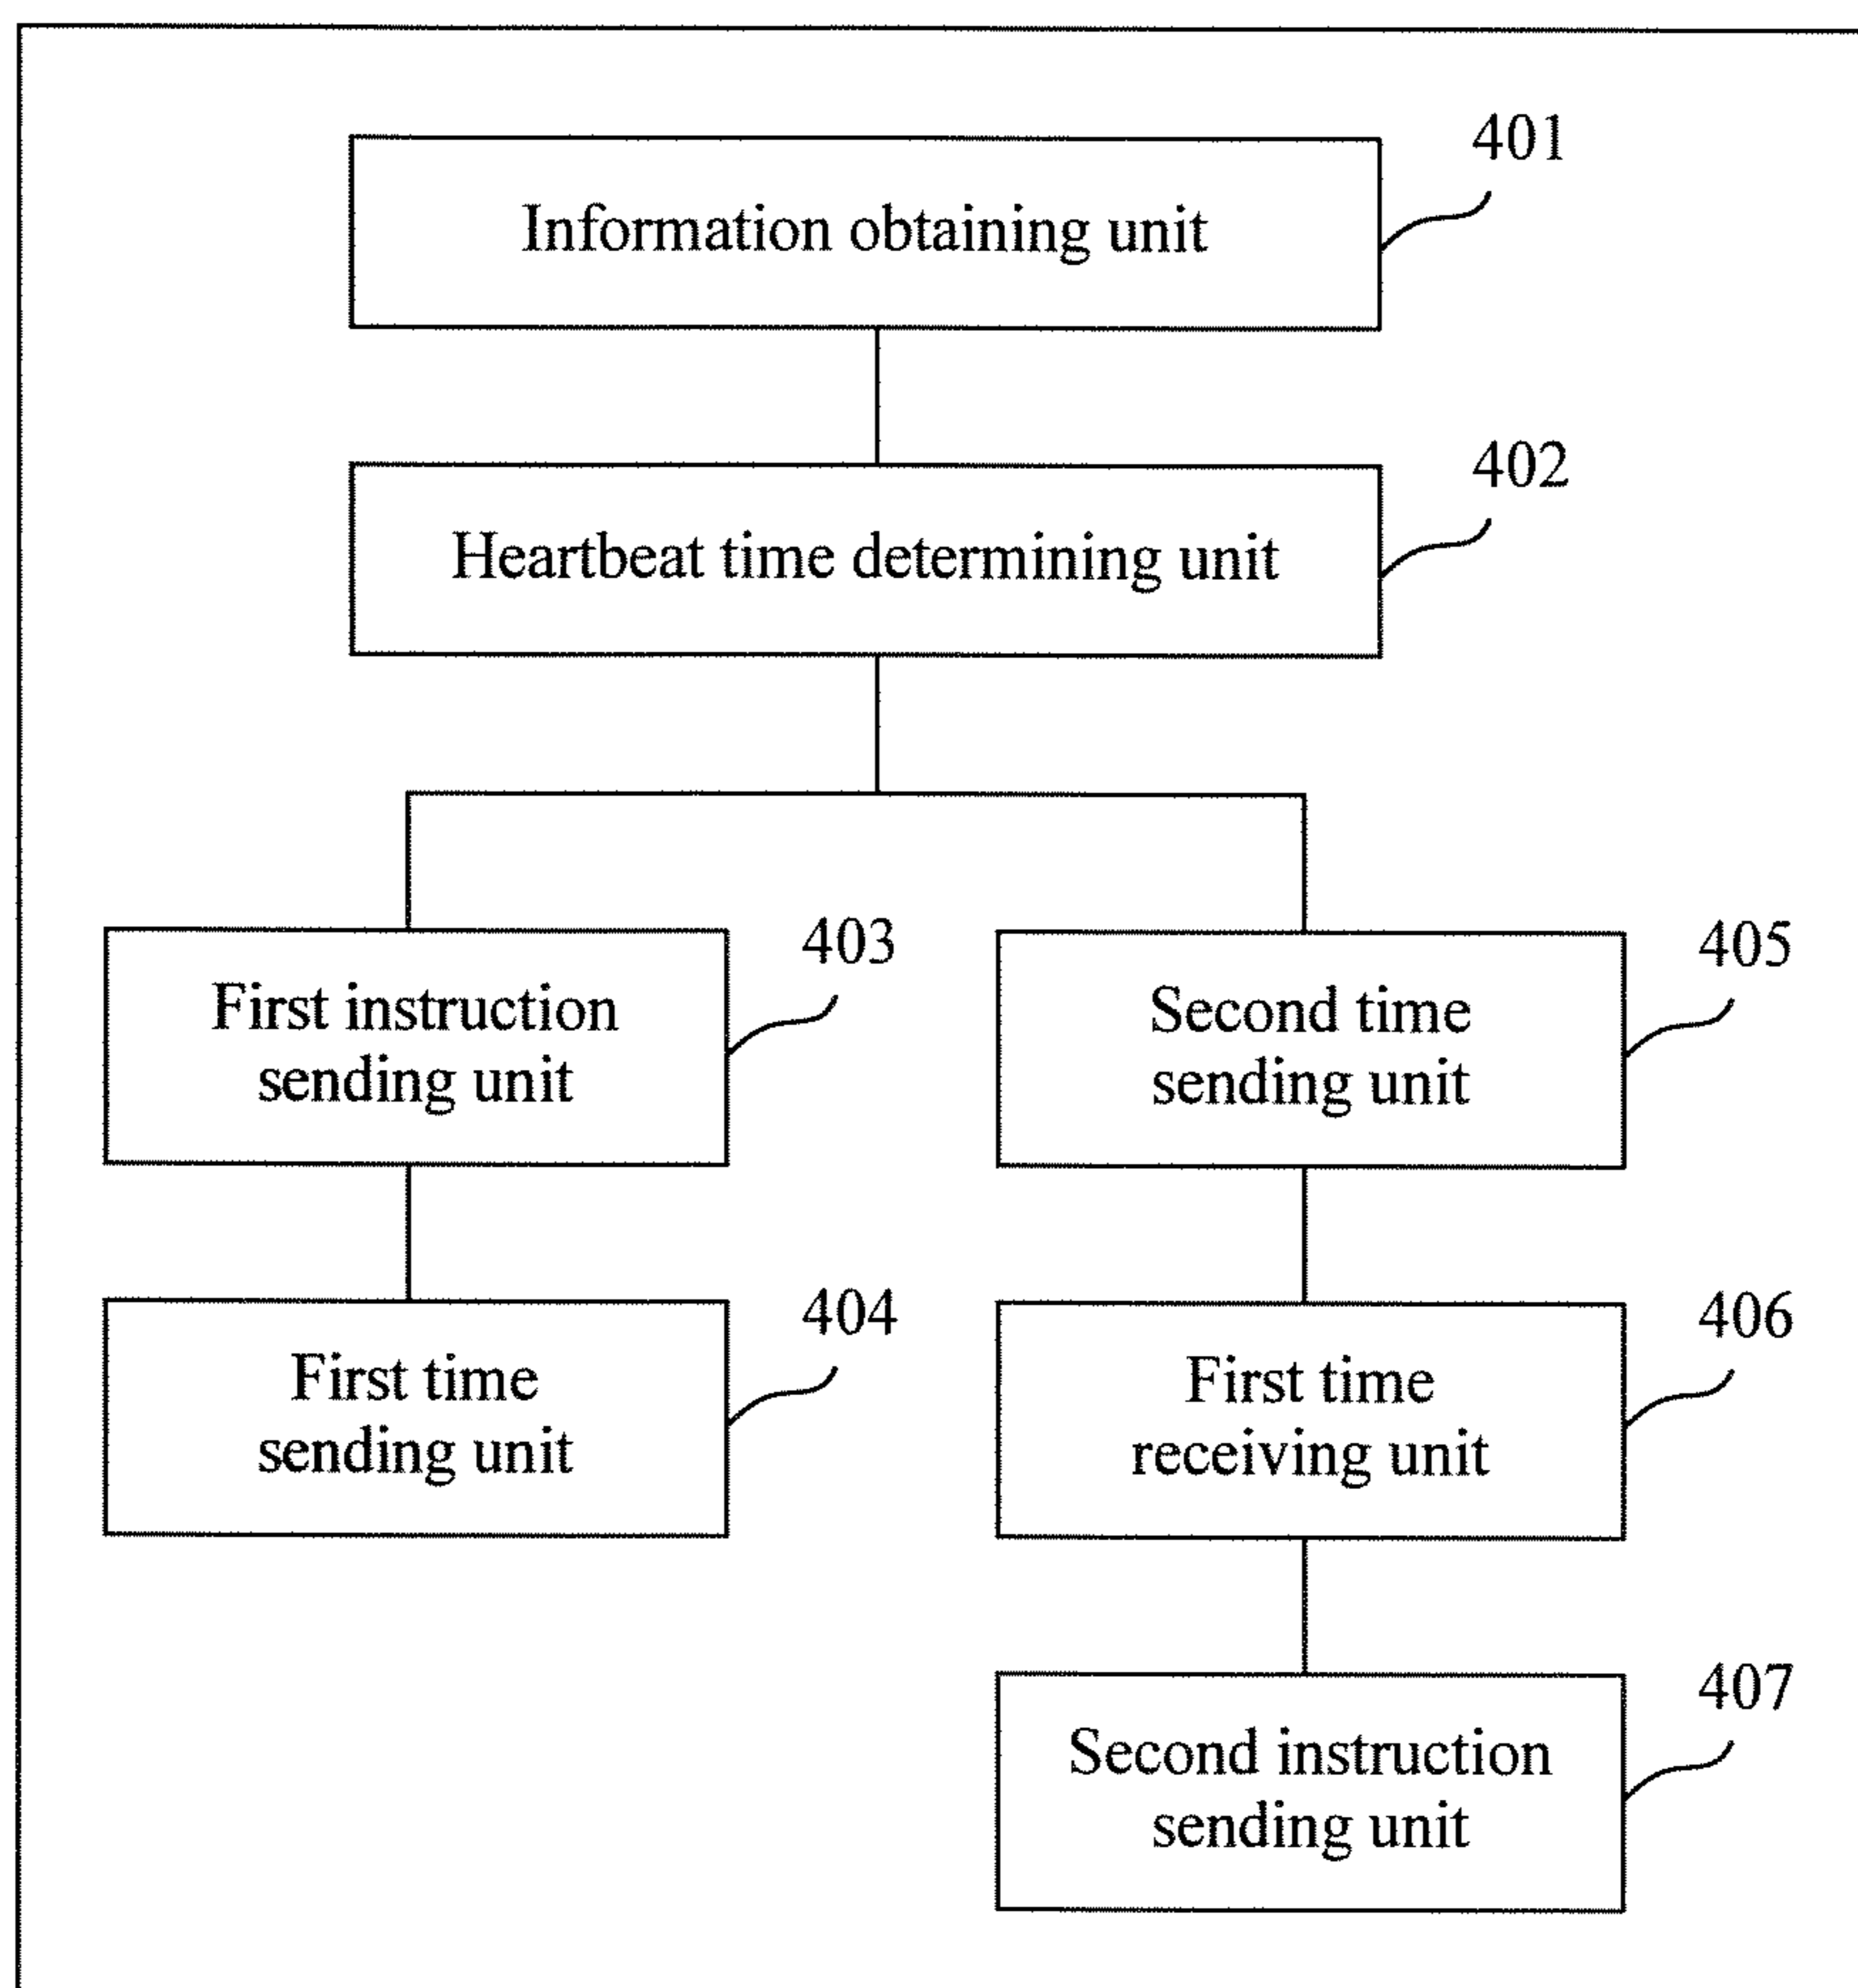 401
Information obtaining unit
402
Heartbeat time determining unit
403
First instruction
sending unit
405
Second time
sending unit
404
First time
sending unit
406
First time
receiving unit
407
Second instruction
sending unit